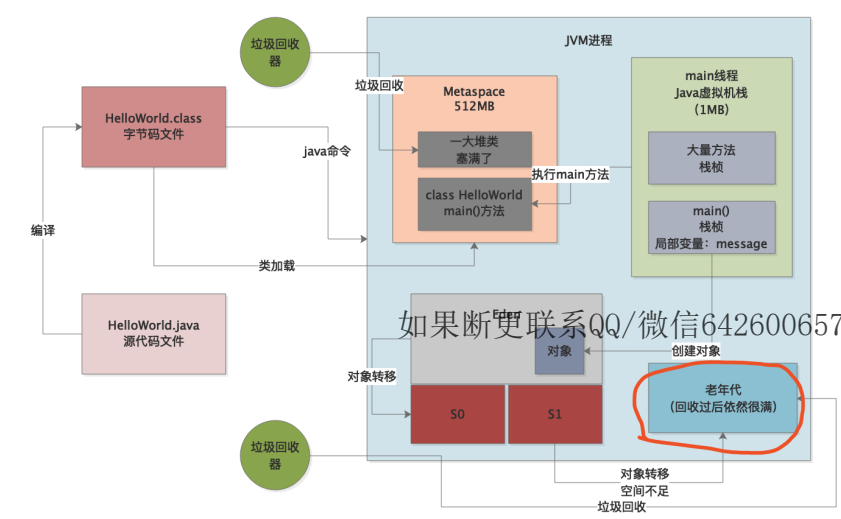 垃圾回收
器
JVM进程
垃圾回收
Metaspace
512MB
main线程
Java虚拟机栈
（1MB）
HelloWorld.class
字节码文件
java命令
一大堆类
塞满了
大量方法
栈桢
执行main方法
class HelloWorld
main()方法
main()
栈桢
局部变量：message
编译
类加载
HelloWorld.java
源代码文件
Eden
如果断更联系QQ/微信642600657
对象
创建对象
对象转移
老年代
（回收过后依然很满）
S0
S1
垃圾回收
器
对象转移
空间不足
垃圾回收